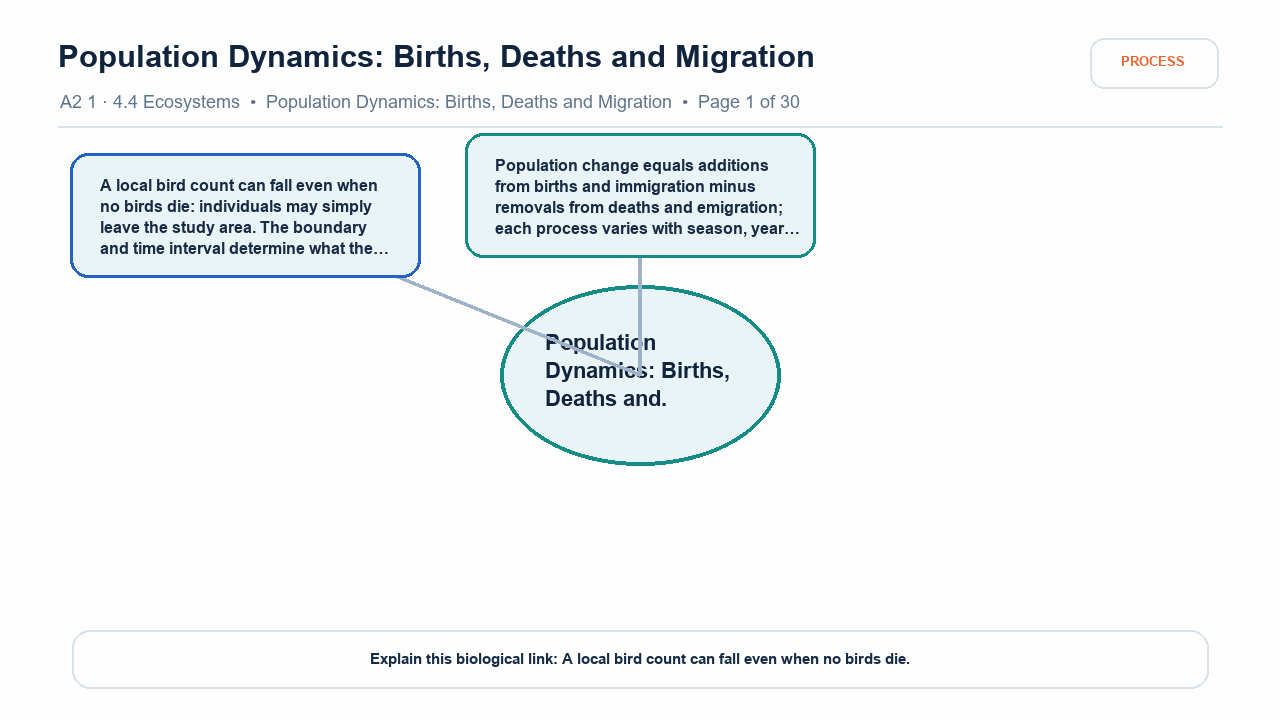 Population Dynamics: Births, Deaths and Migration
PROCESS
A2 1 · 4.4 Ecosystems • Population Dynamics: Births, Deaths and Migration • Page 1 of 30
A local bird count can fall even when
no birds die: individuals may simply
leave the study area. The boundary
and time interval determine what the…
Population change equals additions
from births and immigration minus
removals from deaths and emigration;
each process varies with season, year…
Population
Dynamics: Births,
Deaths and.
Explain this biological link: A local bird count can fall even when no birds die.